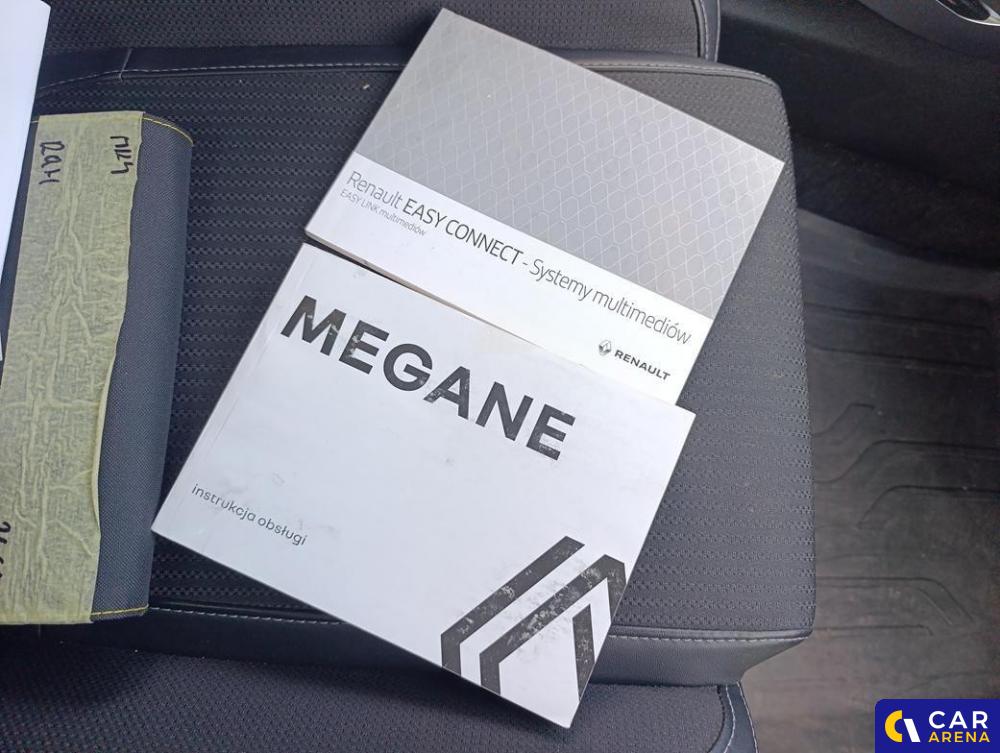 Renault EASY CONNECT - Systemy multimediów
EASY LINK multimediów
RENAULT
MEGANE
instrukcja obsługi
CAR
ARENA